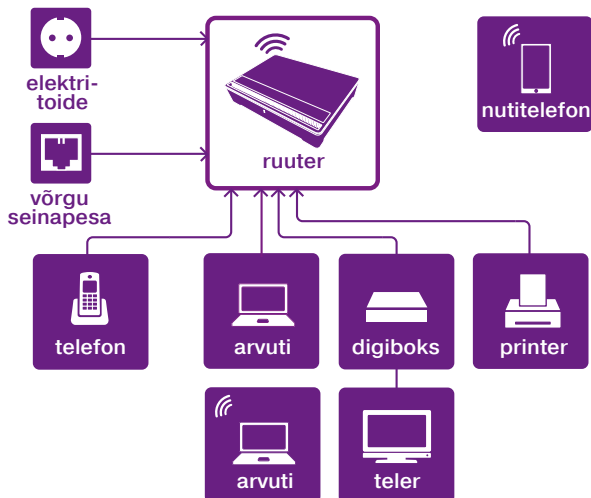 elektri-
toide
ruuter
nutitelefon
võrgu
seinapesa
telefon
arvuti
digiboks
printer
arvuti
teler